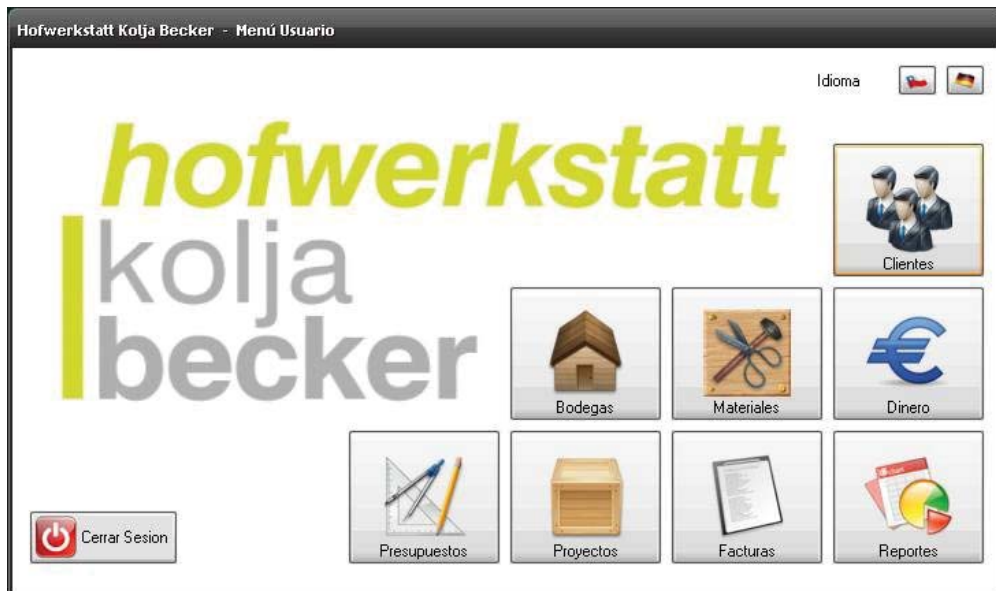 Hofwerkstatt Kolja Becker - Menú Usuario
Idioma
hofwerkstatt
kolja
becker
Clientes
Bodegas
Materiales
Dinero
Presupuestos
Proyectos
Facturas
Reportes
Cerrar Sesion